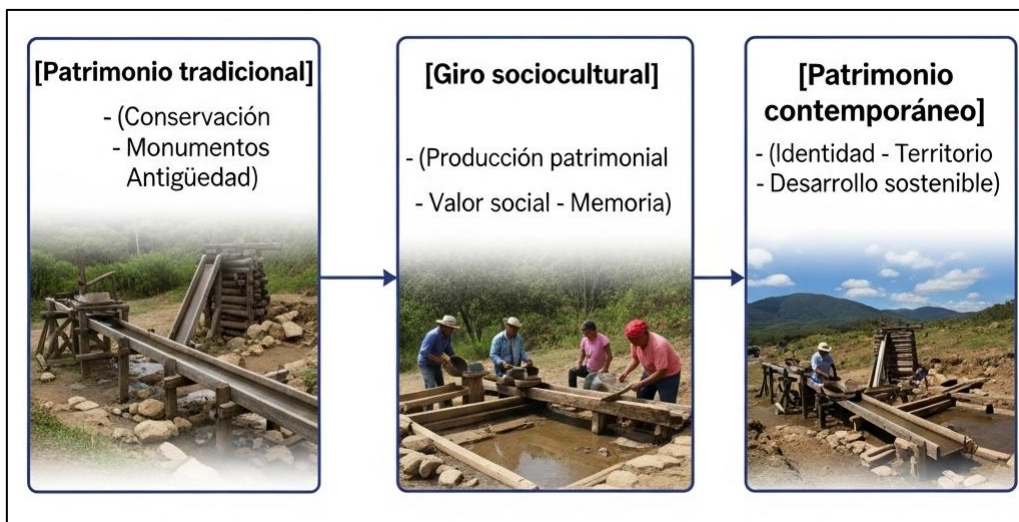 [Patrimonio tradicional]
- (Conservación
- Monumentos
Antigüedad)
[Giro sociocultural]
- (Producción patrimonial
- Valor social - Memoria)
[Patrimonio
contemporáneo]
- (Identidad - Territorio
- Desarrollo sostenible)